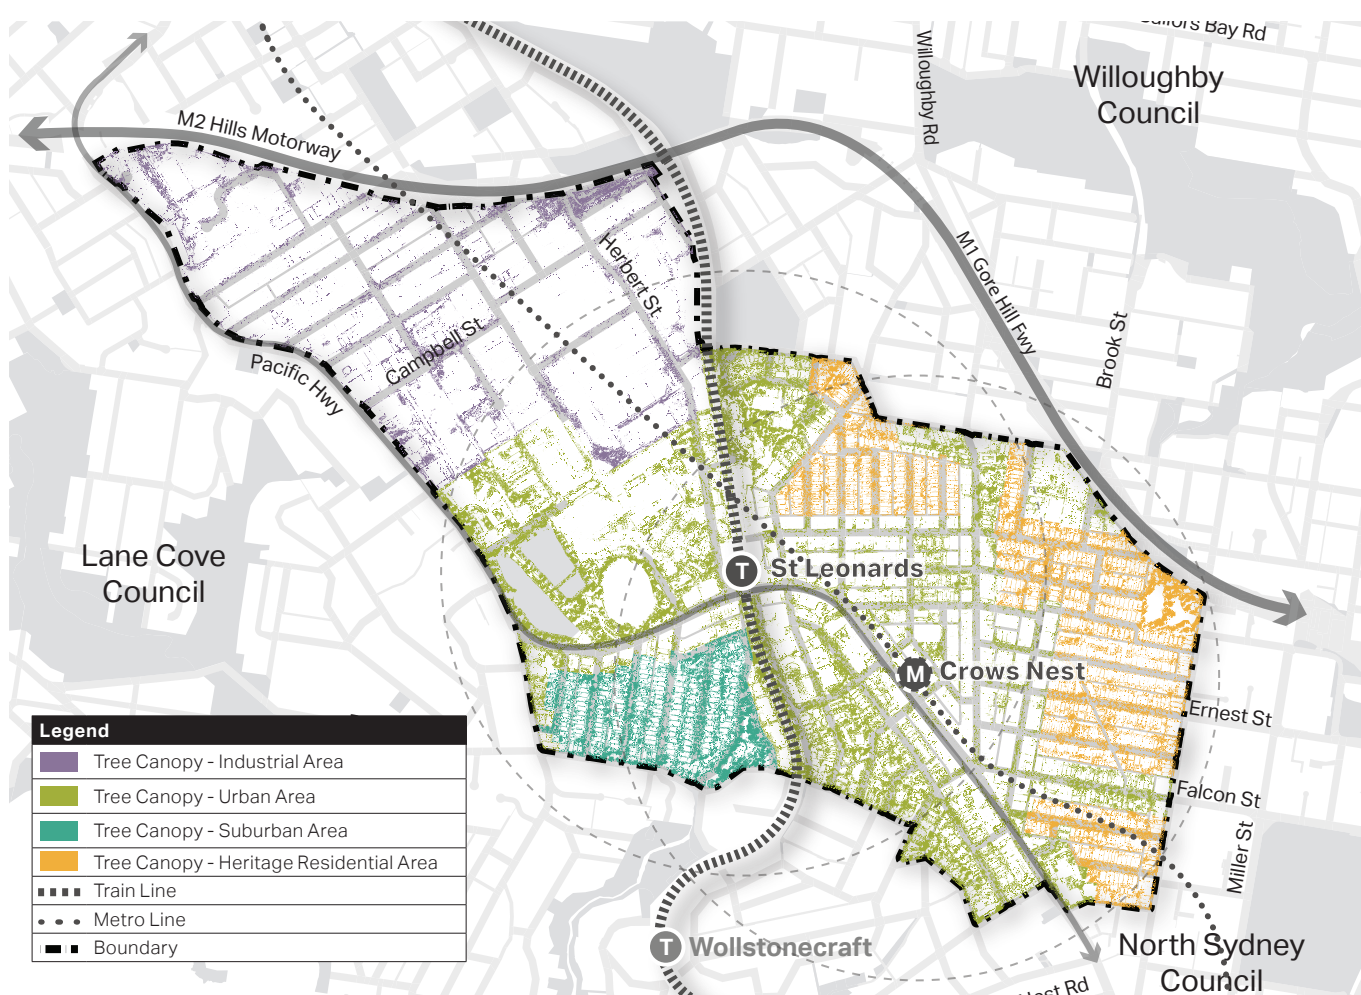 Willoughby Rd
Bay Rd
Willoughby
Council
M2 Hills Motorway
Herbert St
M1 Gore Hill Fwy
Campbell St
Brook St
Pacific Hwy
Lane Cove
Council
T
St Leonards
M
Crows Nest
Ernest St
Falcon St
Miller St
Legend
Tree Canopy - Industrial Area
Tree Canopy - Urban Area
Tree Canopy - Suburban Area
Tree Canopy - Heritage Residential Area
Train Line
Metro Line
Boundary
T
Wollstonecraft
North Sydney
Council
Rd